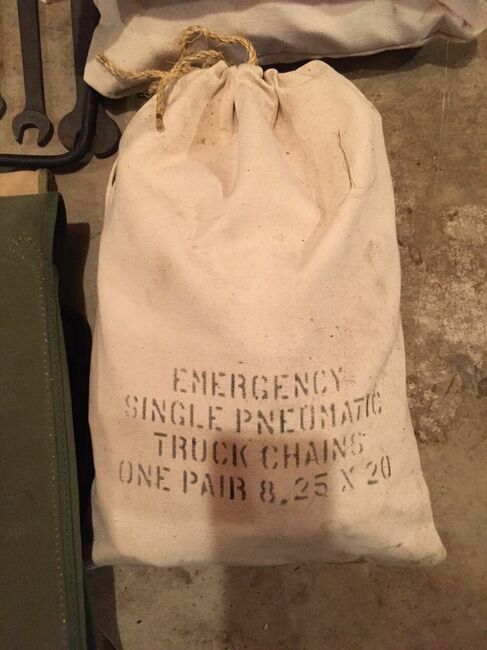 EMERGENCY
SINGLE PNEUMATIC
TRUCK CHAINS
ONE PAIR 8.25 X 20